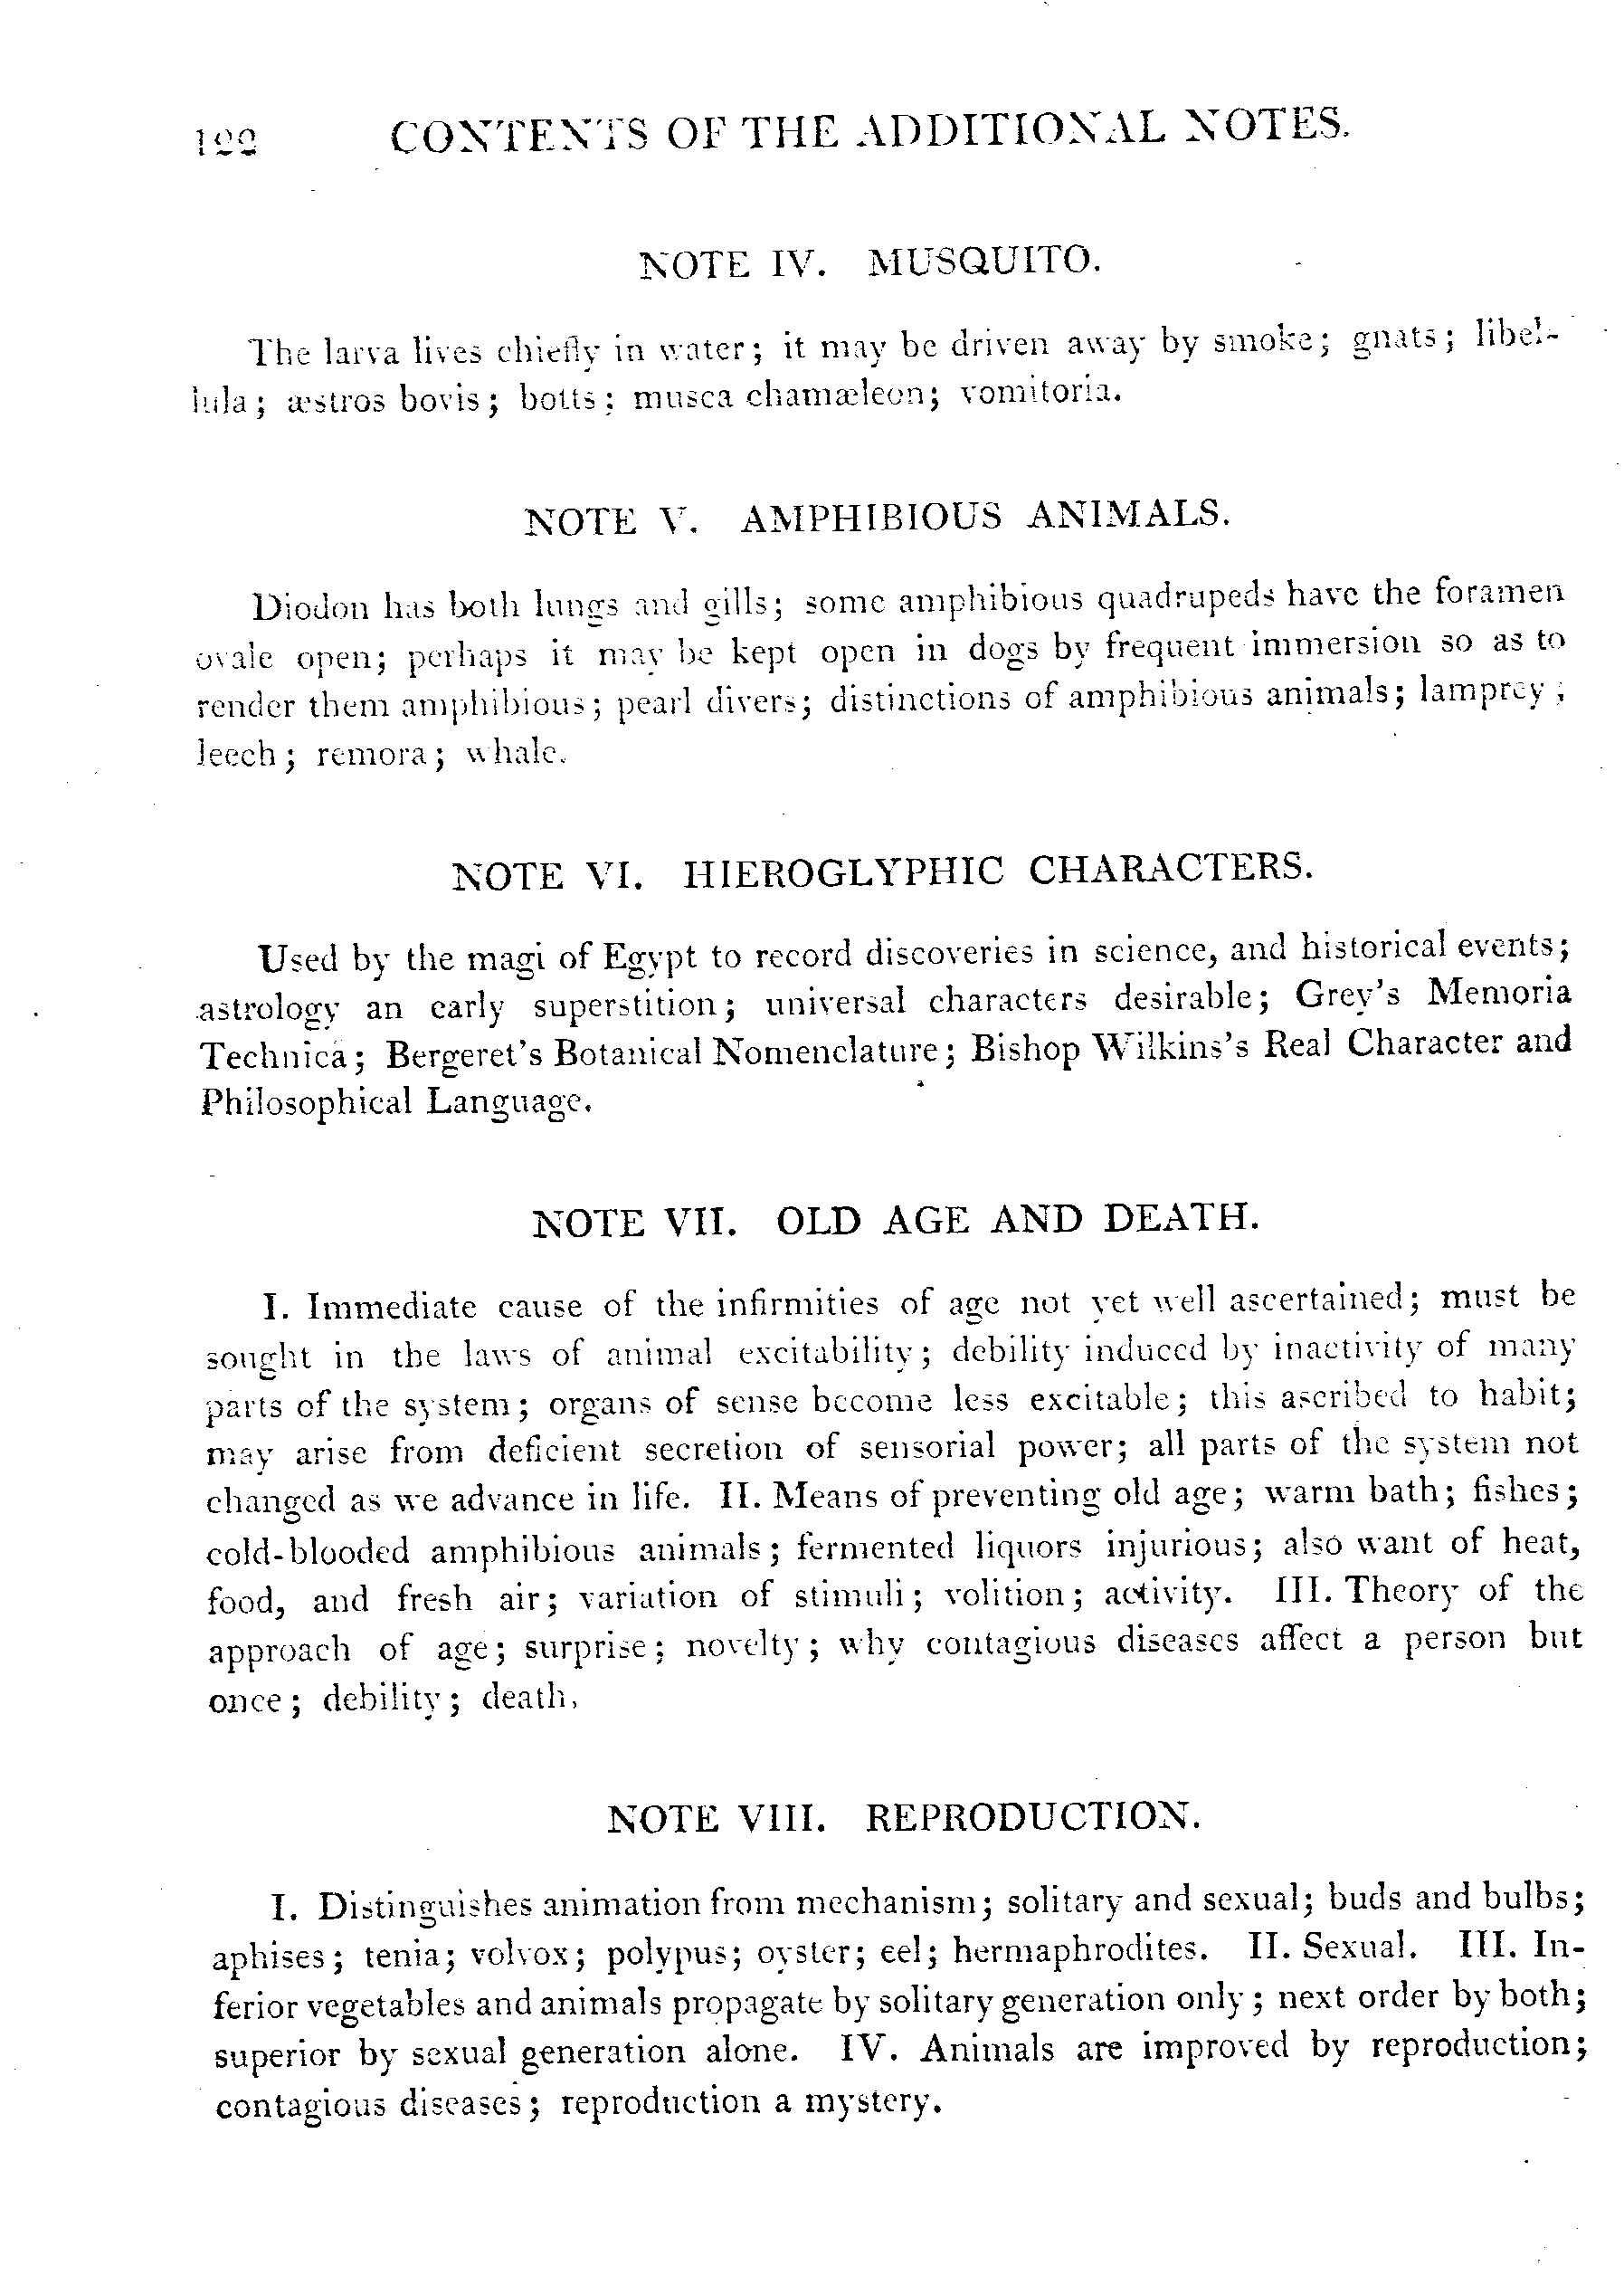 122 CONTENTS OF THE ADDITIONAL NOTES.
NOTE IV. MUSQUITO.
The larva lives chiefly in water; it may be driven away by smoke; gnats; libel-
lula; æstros bovis; botts; musca chamæleon; vomitoria.
NOTE V. AMPHIBIOUS ANIMALS.
Diodon has both lungs and gills; some amphibious quadrupeds have the foramen
ovale open; perhaps it may be kept open in dogs by frequent immersion so as to
render them amphibious; pearl divers; distinctions of amphibious animals; lamprey;
leech; remora; whale.
NOTE VI. HIEROGLYPHIC CHARACTERS.
Used by the magi of Egypt to record discoveries in science, and historical events;
astrology an early superstition; universal characters desirable; Grey's Memoria
Technica; Bergeret's Botanical Nomenclature; Bishop Wilkins's Real Character and
Philosophical Language.
NOTE VII. OLD AGE AND DEATH.
I. Immediate cause of the infirmities of age not yet well ascertained; must be
sought in the laws of animal excitability; debility induced by inactivity of many
parts of the system; organs of sense become less excitable; this ascribed to habit;
may arise from deficient secretion of sensorial power; all parts of the system not
changed as we advance in life. II. Means of preventing old age; warm bath; fishes;
cold-blooded amphibious animals; fermented liquors injurious; also want of heat,
food, and fresh air; variation of stimuli; volition; activity. III. Theory of the
approach of age; surprise; novelty; why contagious diseases affect a person but
once; debility; death.
NOTE VIII. REPRODUCTION.
I. Distinguishes animation from mechanism; solitary and sexual; buds and bulbs;
aphises; tenia; volvox; polypus; oyster; eel; hermaphrodites. II. Sexual. III. In-
ferior vegetables and animals propagate by solitary generation only; next order by both;
superior by sexual generation alone. IV. Animals are improved by reproduction;
contagious diseases; reproduction a mystery.